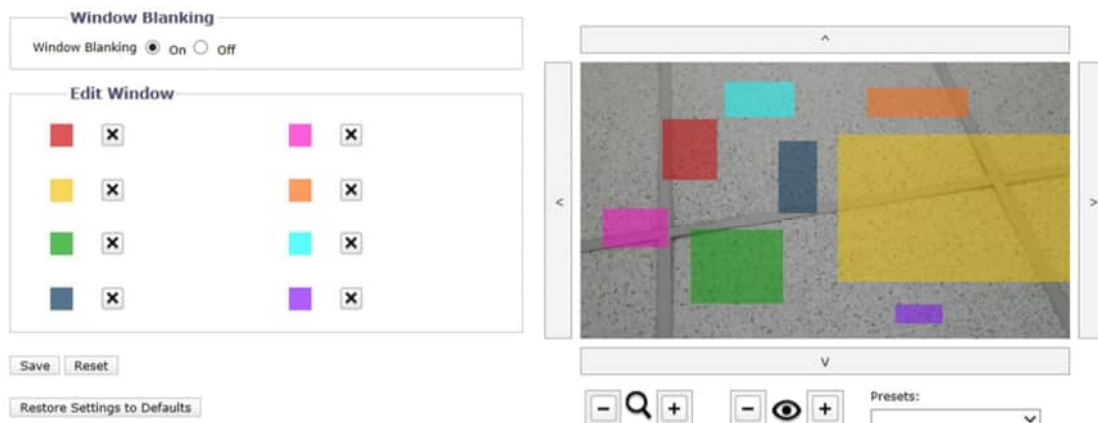 Window Blanking
Window Blanking On Off
Edit Window
Save Reset
Restore Settings to Defaults
Presets: